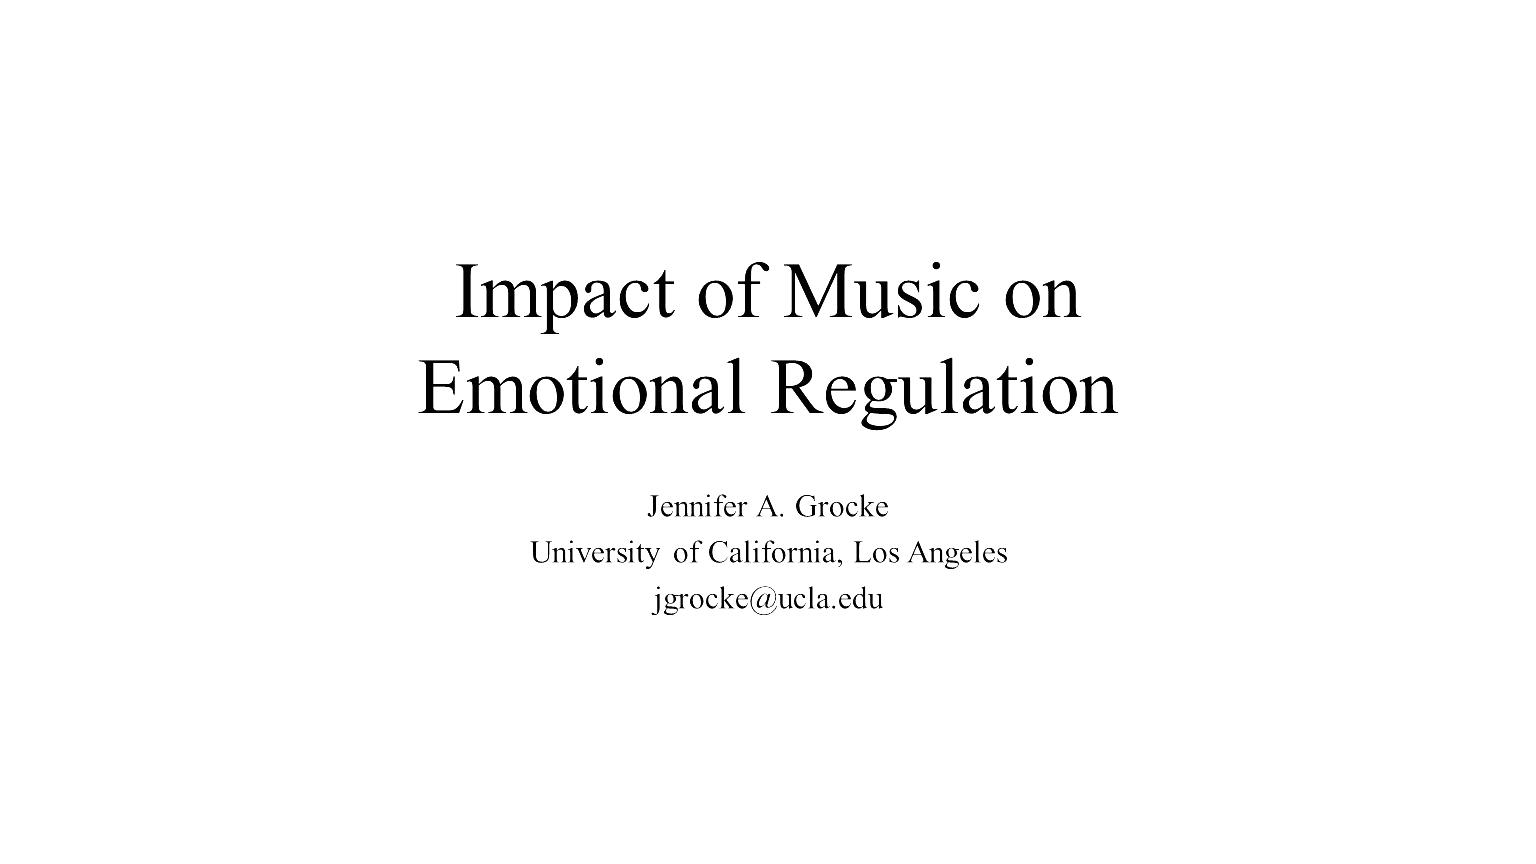 Impact of Music on
Emotional Regulation
Jennifer A. Grocke
University of California, Los Angeles
jgrocke@ucla.edu